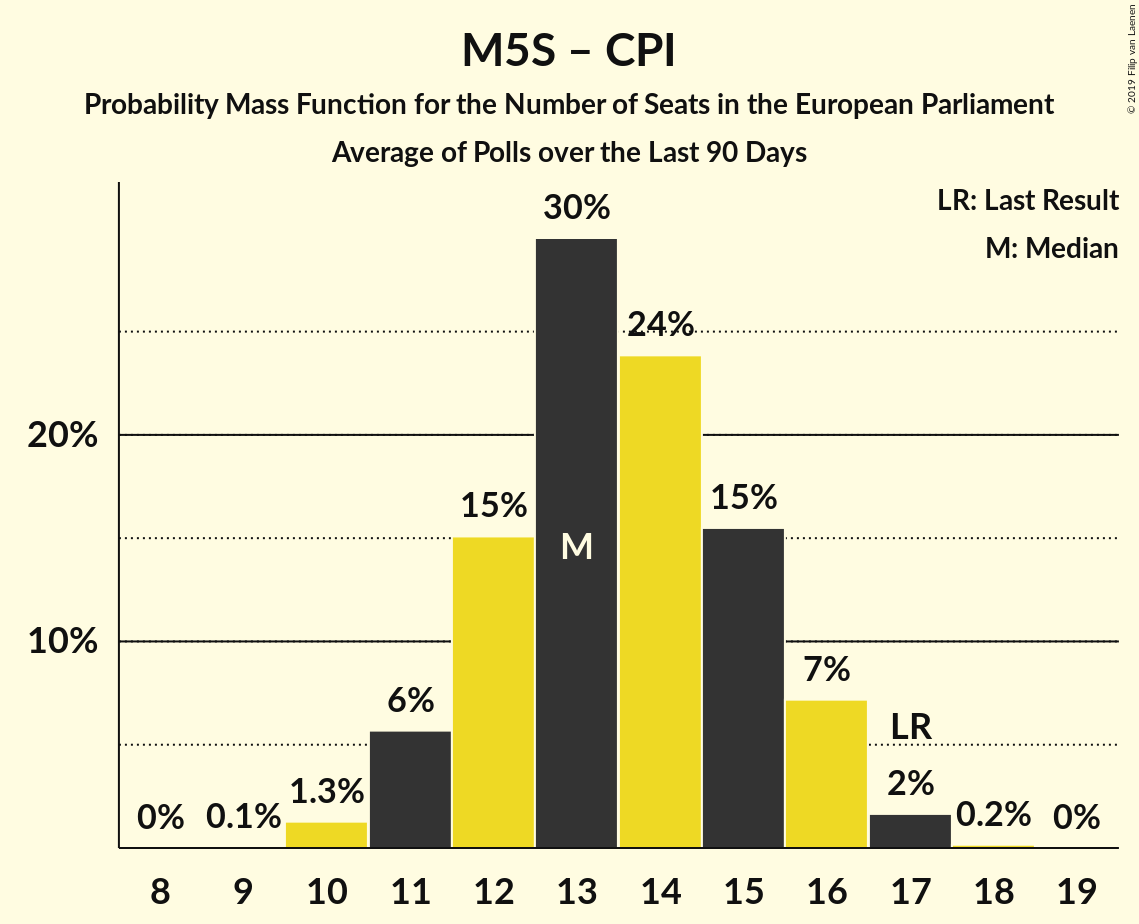 M5S – CPI
Probability Mass Function for the Number of Seats in the European Parliament
Average of Polls over the Last 90 Days
© 2019 Filip van Laenen
LR: Last Result
M: Median
30%
24%
20%
15%
15%
M
10%
7%
6%
LR
2%
1.3%
0%
0.1%
0.2%
0%
8 9 10 11 12 13 14 15 16 17 18 19